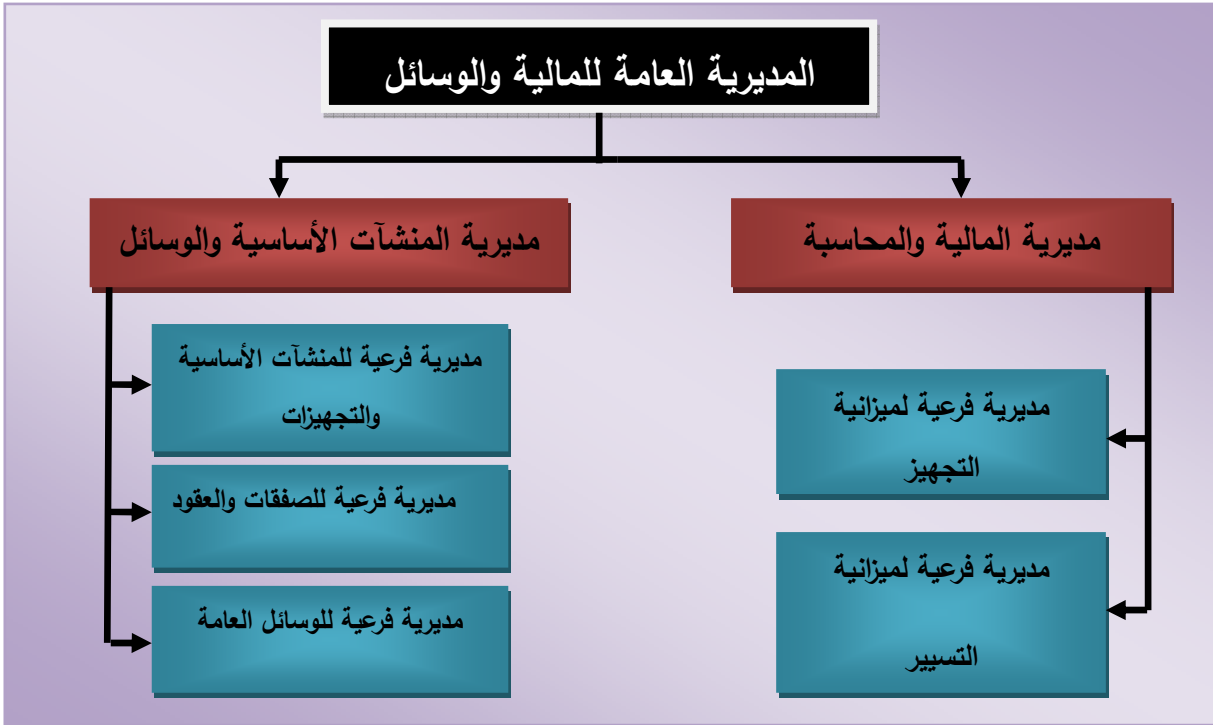 المديرية العامة للمالية والوسائل
مديرية المالية والمحاسبة
مديرية فرعية لميزانية
التجهيز
مديرية فرعية لميزانية
التسيير
مديرية المنشآت الأساسية والوسائل
مديرية فرعية للمنشآت الأساسية
والتجهيزات
مديرية فرعية للصفقات والعقود
مديرية فرعية للوسائل العامة